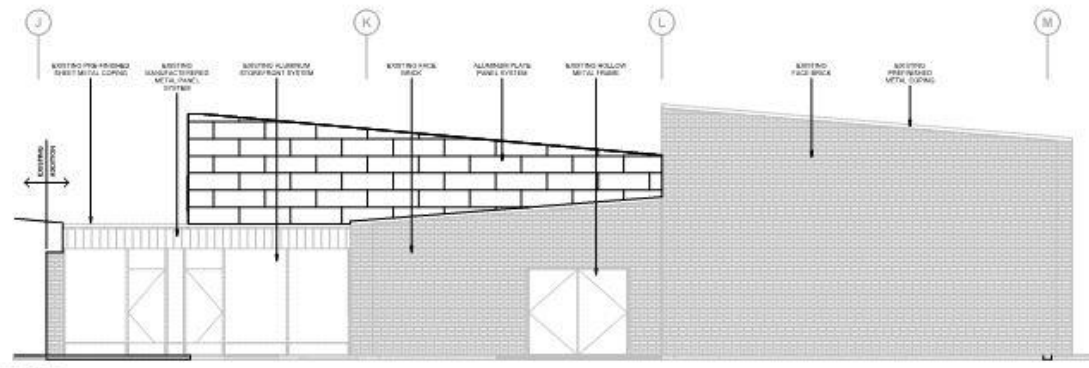 J
K
L
M
EXISTING PRE-FINISHED
SHEET METAL COPING
EXISTING
MANUFACTERERED
METAL PANEL
SYSTEM
EXISTING ALUMINUM
STOREFRONT SYSTEM
EXISTING FACE
BRICK
ALUMINUM PLATE
PANEL SYSTEM
EXISTING HOLLOW
METAL FRAME
EXISTING
FACE BRICK
EXISTING
PREFINISHED
METAL COPING
EXISTING
ADDITION